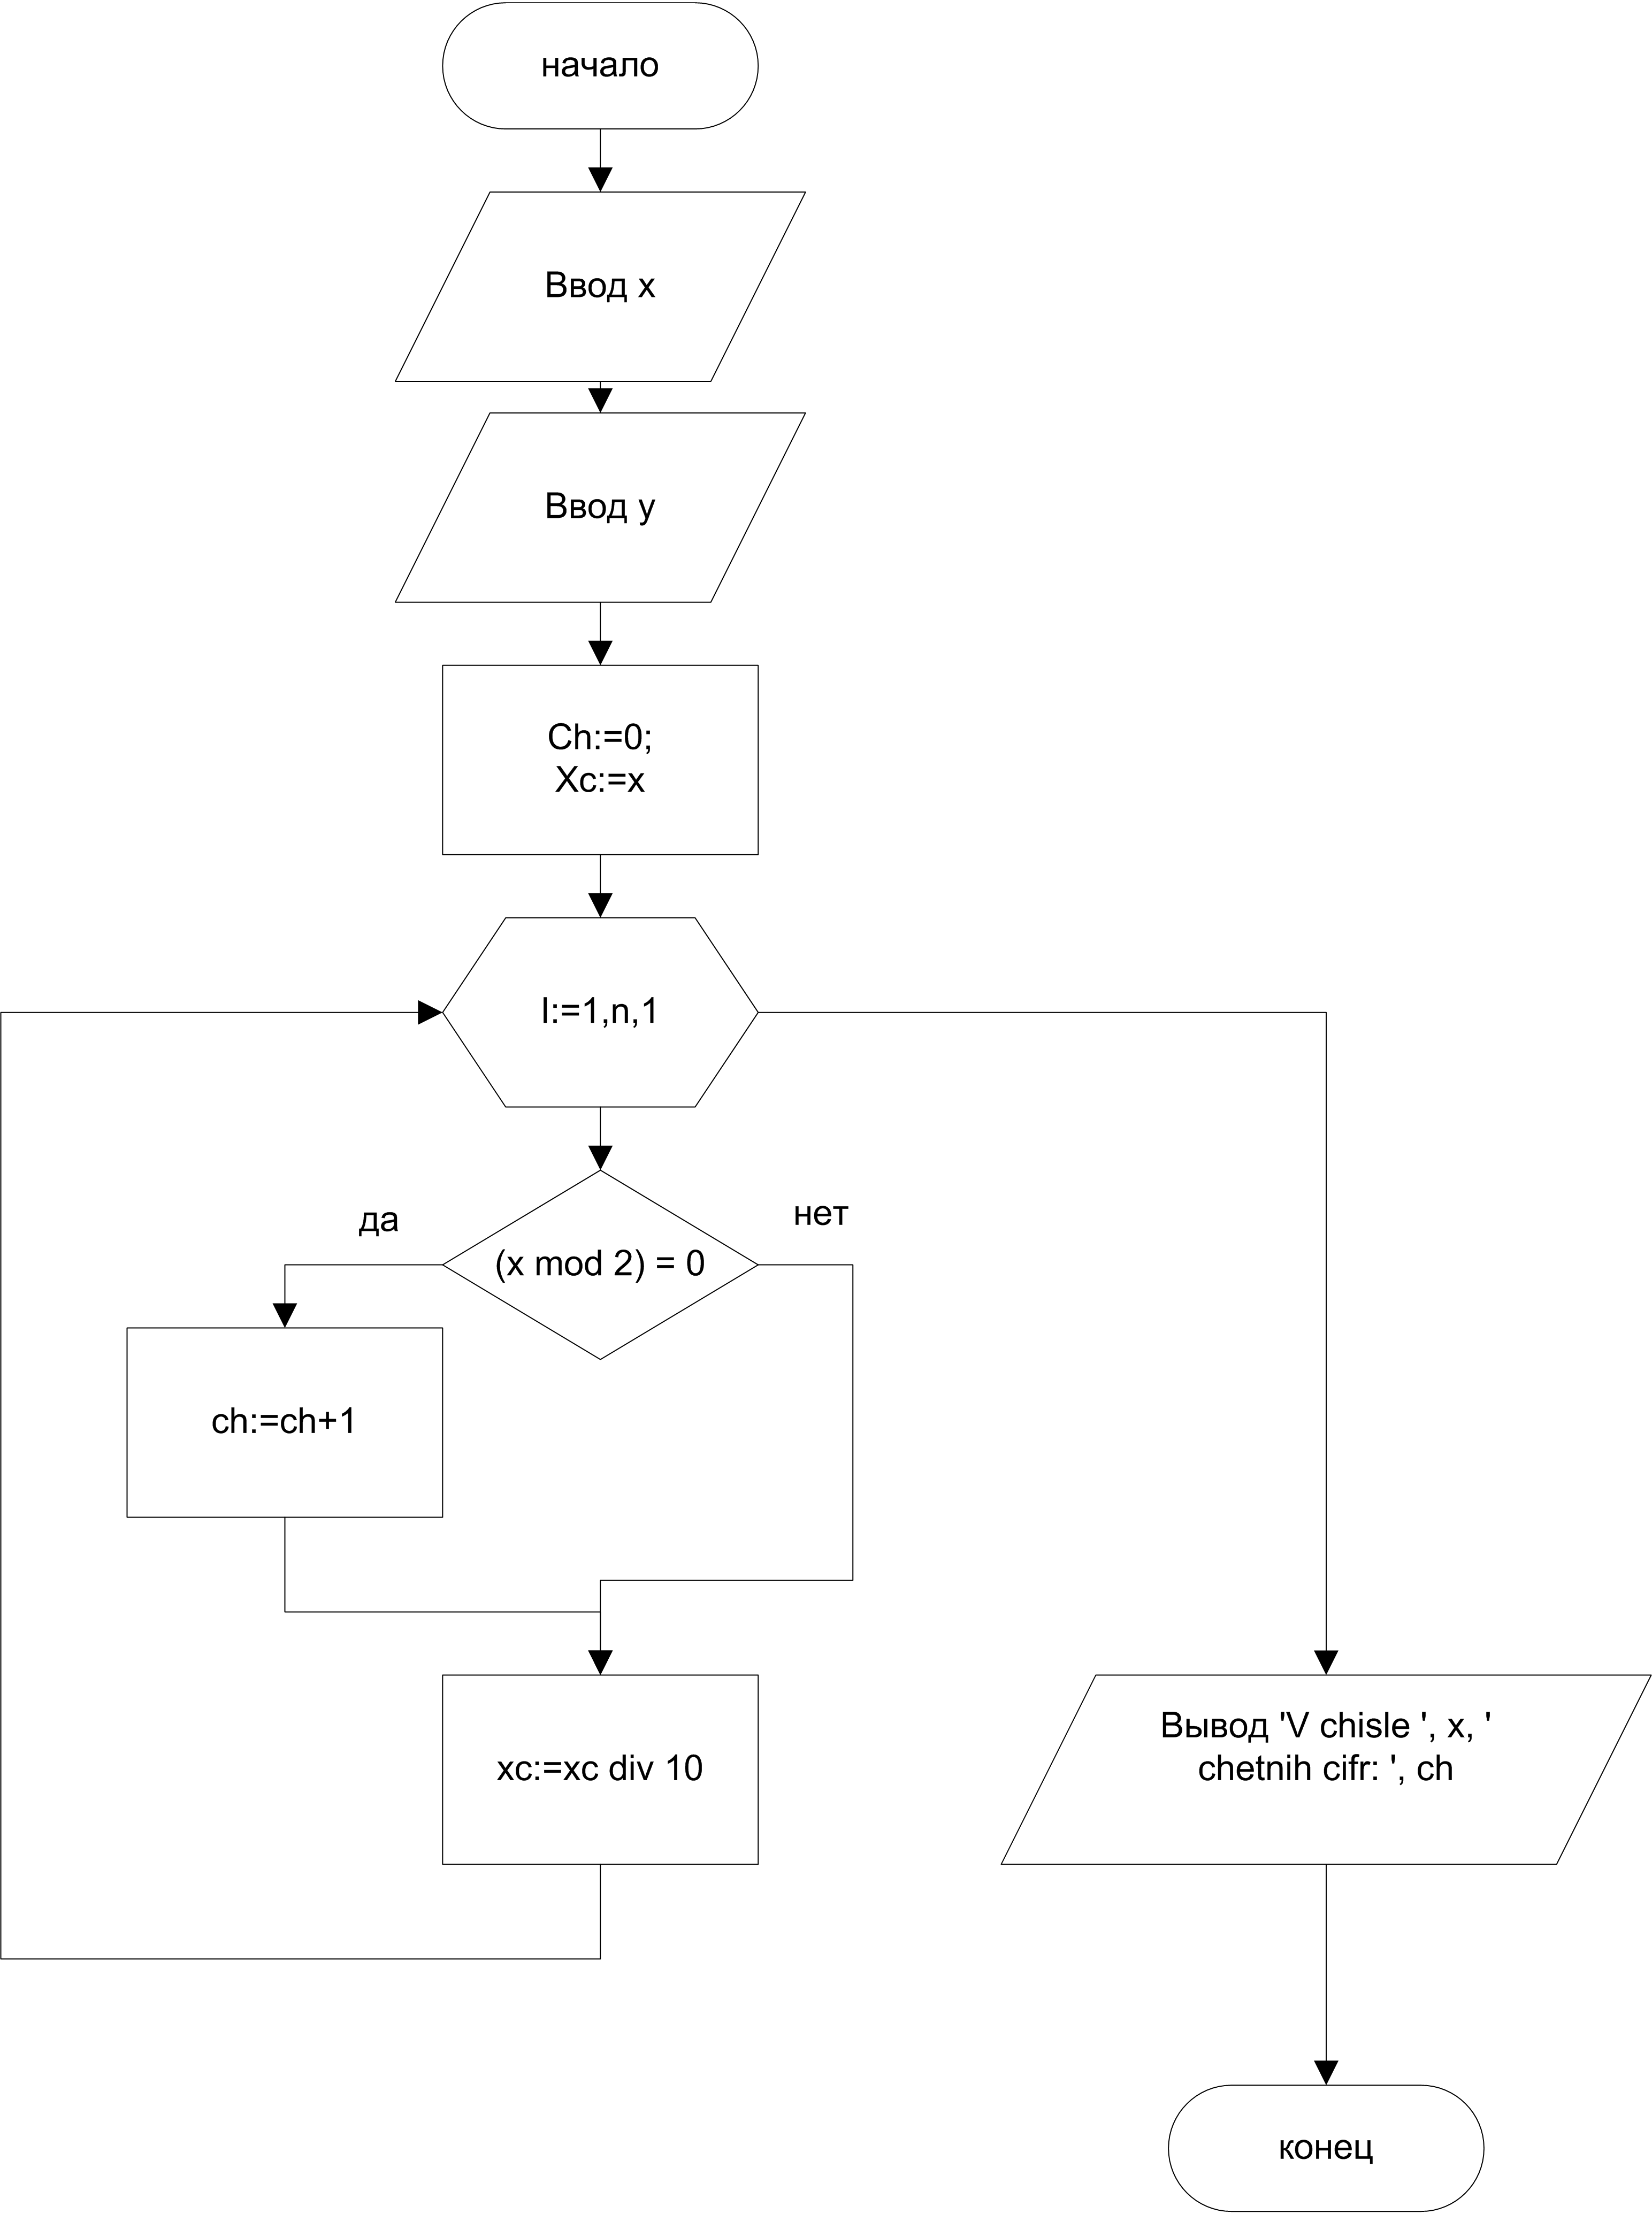 начало
Ввод x
Ввод y
Ch:=0;
Xc:=x
I:=1,n,1
да
нет
(x mod 2) = 0
ch:=ch+1
xc:=xc div 10
Вывод 'V chisle ', x, '
chetnih cifr: ', ch
конец